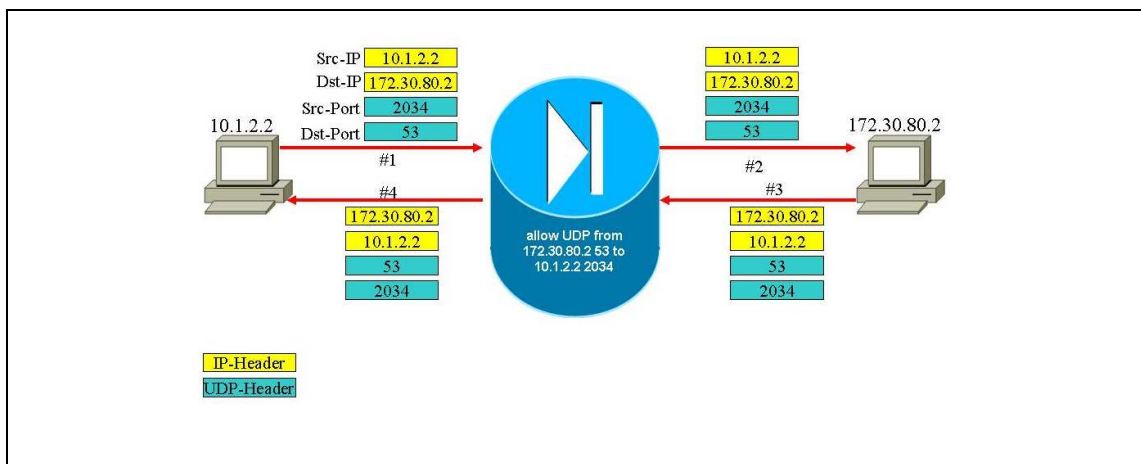 Src-IP 10.1.2.2
Dst-IP 172.30.80.2
Src-Port 2034
Dst-Port 53
10.1.2.2
#1
#4
172.30.80.2
10.1.2.2
53
2034
allow UDP from
172.30.80.2 53 to
10.1.2.2 2034
10.1.2.2
172.30.80.2
2034
53
172.30.80.2
#2
#3
172.30.80.2
10.1.2.2
53
2034
IP-Header
UDP-Header